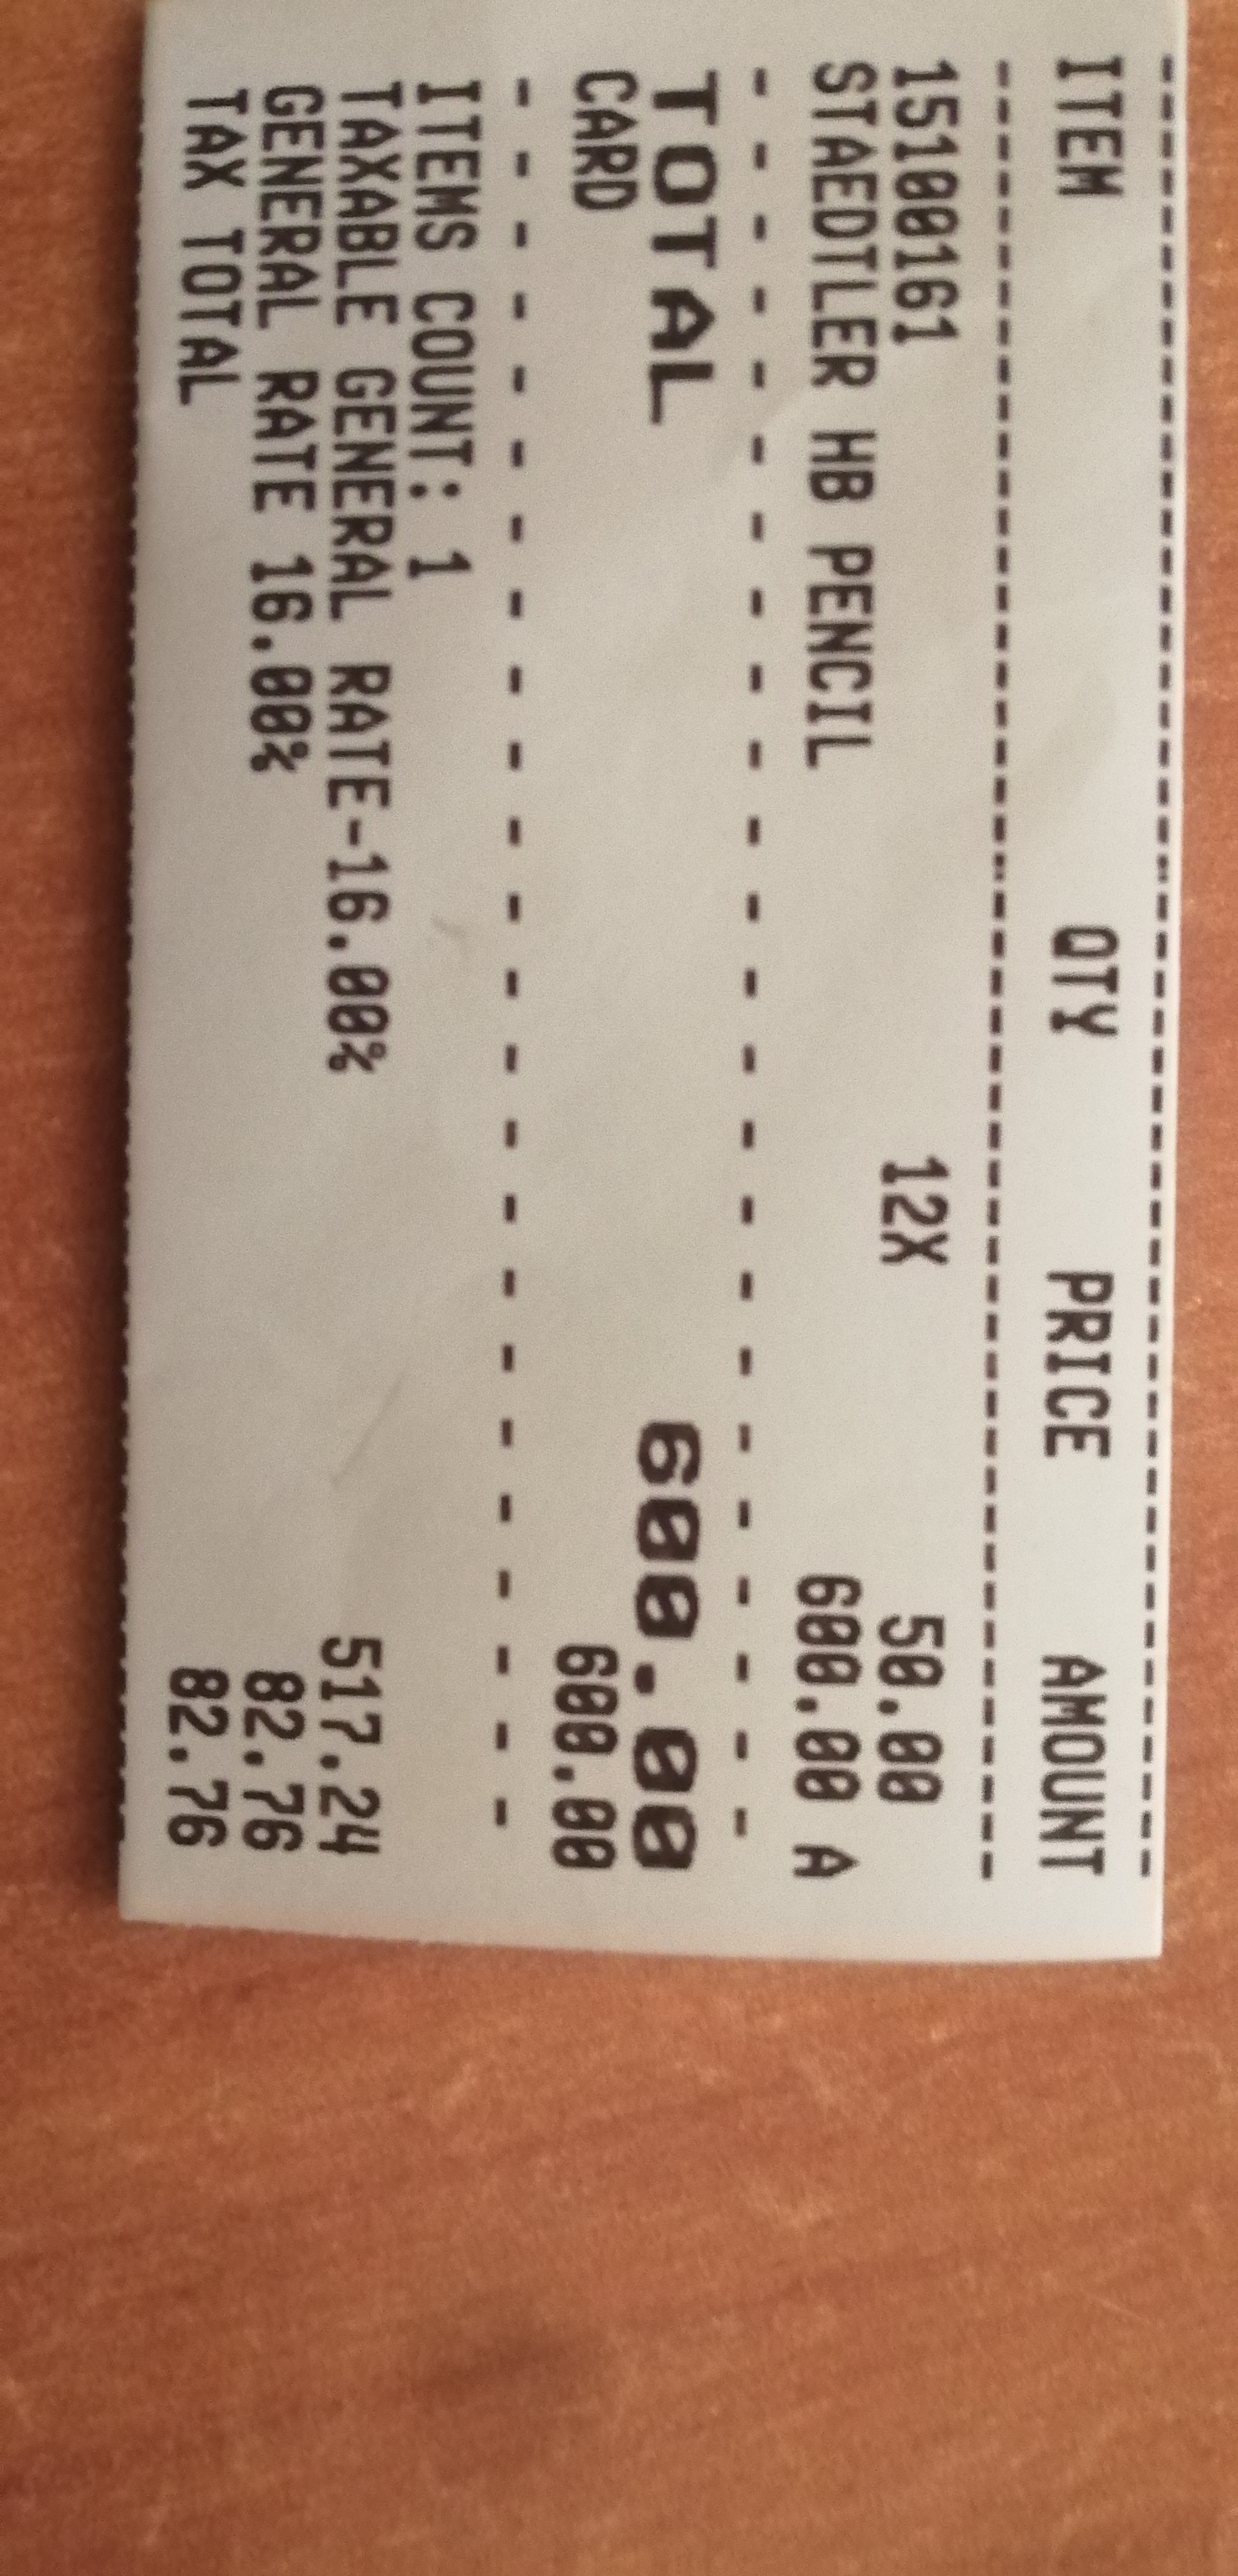 ITEM QTY PRICE AMOUNT
15100161 12X 50.00
STAEDTLER HB PENCIL 600.00 A
TOTAL 600.00
CARD 600.00
ITEMS COUNT: 1
TAXABLE GENERAL RATE-16.00% 517.24
GENERAL RATE 16.00% 82.76
TAX TOTAL 82.76